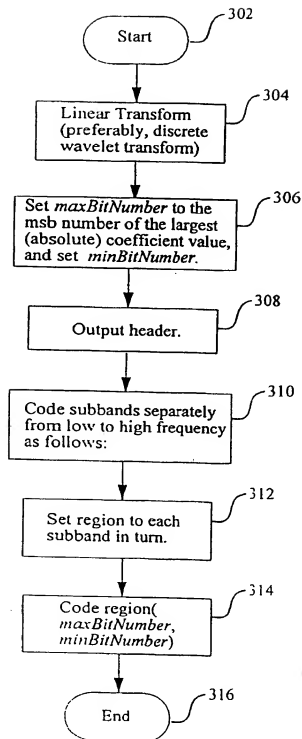 302
Start
304
Linear Transform
(preferably, discrete
wavelet transform)
306
Set maxBitNumber to the
msb number of the largest
(absolute) coefficient value,
and set minBitNumber.
308
Output header.
310
Code subbands separately
from low to high frequency
as follows:
312
Set region to each
subband in turn.
314
Code region(
maxBitNumber,
minBitNumber)
316
End